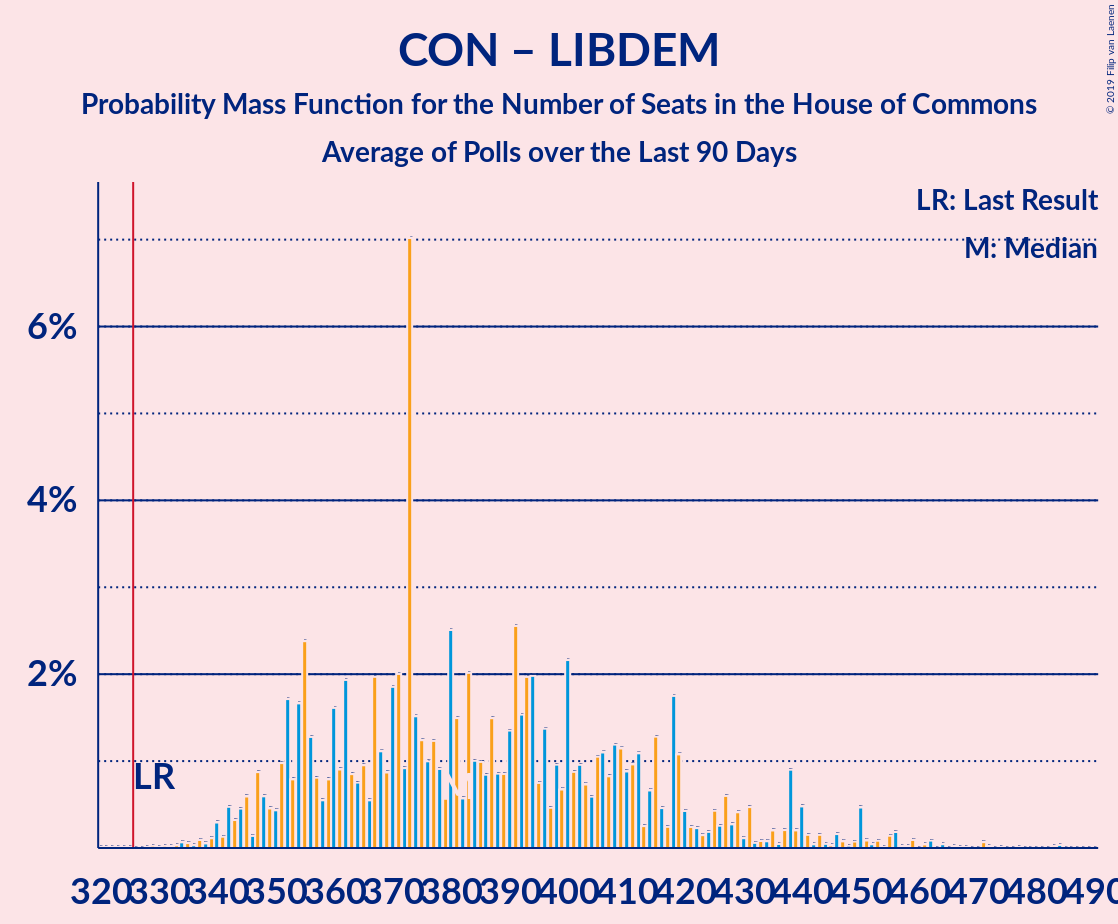 CON – LIBDEM
Probability Mass Function for the Number of Seats in the House of Commons
Average of Polls over the Last 90 Days
© 2019 Filip van Laenen
LR: Last Result
M: Median
6%
4%
2%
LR
320 330 340 350 360 370 380 390 400 410 420 430 440 450 460 470 480 490